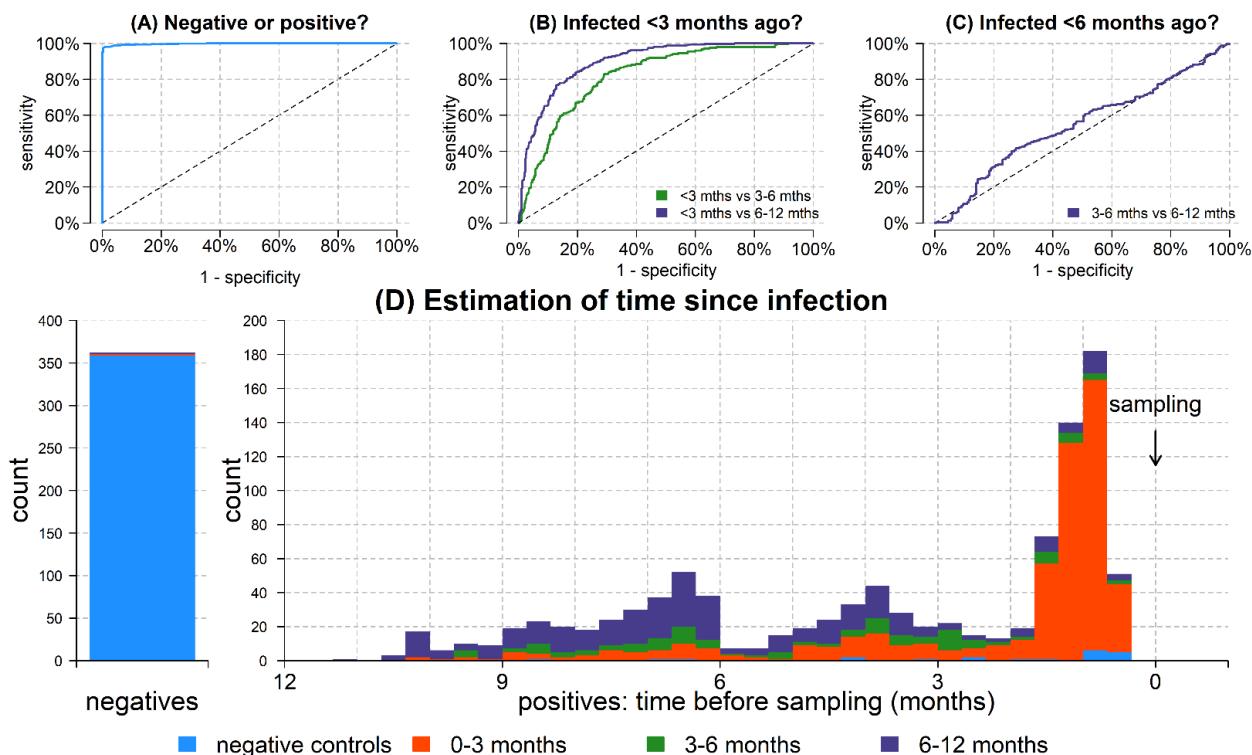 (A) Negative or positive?
100%
80%
60%
40%
20%
0%
sensitivity
0% 20% 40% 60% 80% 100%
1 - specificity
(B) Infected <3 months ago?
100%
80%
60%
40%
20%
0%
sensitivity
<3 mths vs 3-6 mths
<3 mths vs 6-12 mths
0% 20% 40% 60% 80% 100%
1 - specificity
(C) Infected <6 months ago?
100%
80%
60%
40%
20%
0%
sensitivity
3-6 mths vs 6-12 mths
0% 20% 40% 60% 80% 100%
1 - specificity
(D) Estimation of time since infection
400
350
300
250
200
150
100
50
0
count
negatives
200
180
160
140
120
100
80
60
40
20
0
count
sampling
12 9 6 3 0
positives: time before sampling (months)
negative controls 0-3 months 3-6 months 6-12 months